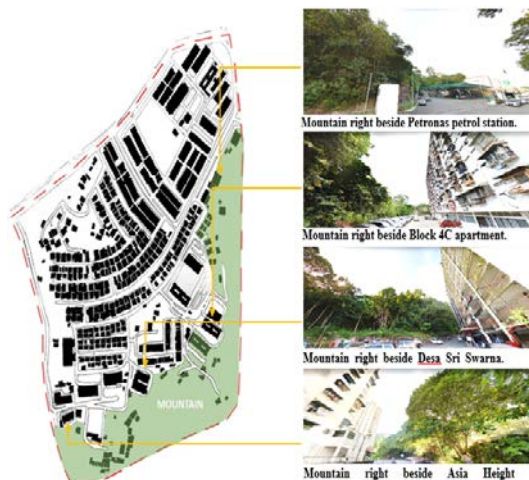 Mountain right beside Petronas petrol station.
Mountain right beside Block 4C apartment.
Mountain right beside Desa Sri Swarna.
MOUNTAIN
Mountain right beside Asia Height